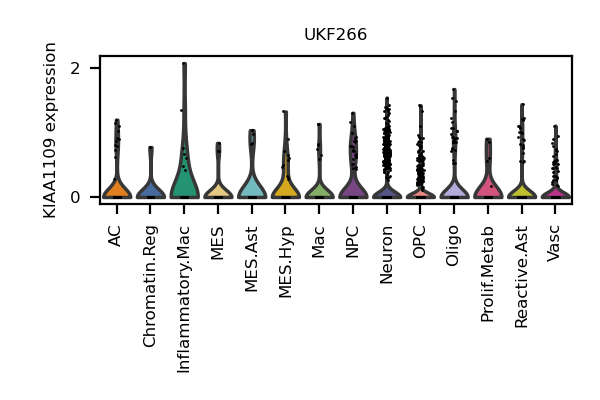 UKF266
KIAA1109 expression
2
0
AC
Chromatin.Reg
Inflammatory.Mac
MES
MES.Ast
MES.Hyp
Mac
NPC
Neuron
OPC
Oligo
Prolif.Metab
Reactive.Ast
Vasc